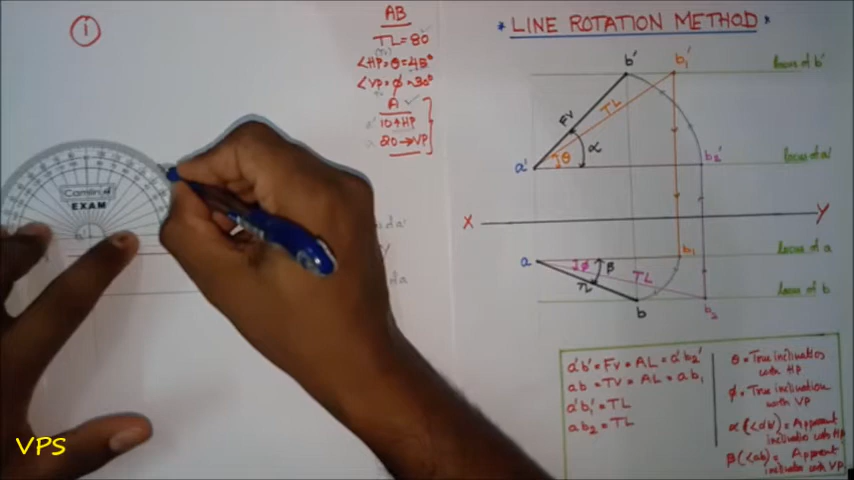 i
AB
TL = 80
∠HP = θ = 45°
∠VP = ϕ = 30°
A
10 → HP
20 → VP
Camlin
EXAM
a'
* LINE ROTATION METHOD *
b'
b₁'
locus of b'
TL
FV
θ
α
a'
b₂'
locus of a'
X
Y
a
ϕ
β
b₁
locus of a
TV
TL
b
b₂
locus of b
a'b' = FV = AL = a'b₂'
ab = TV = AL = ab₁
a'b₁' = TL
ab₂ = TL
θ = True inclination
with HP
ϕ = True inclination
with VP
α = Apparent
inclination with HP
β = Apparent
inclination with VP
of a'
Y
of a
VPS